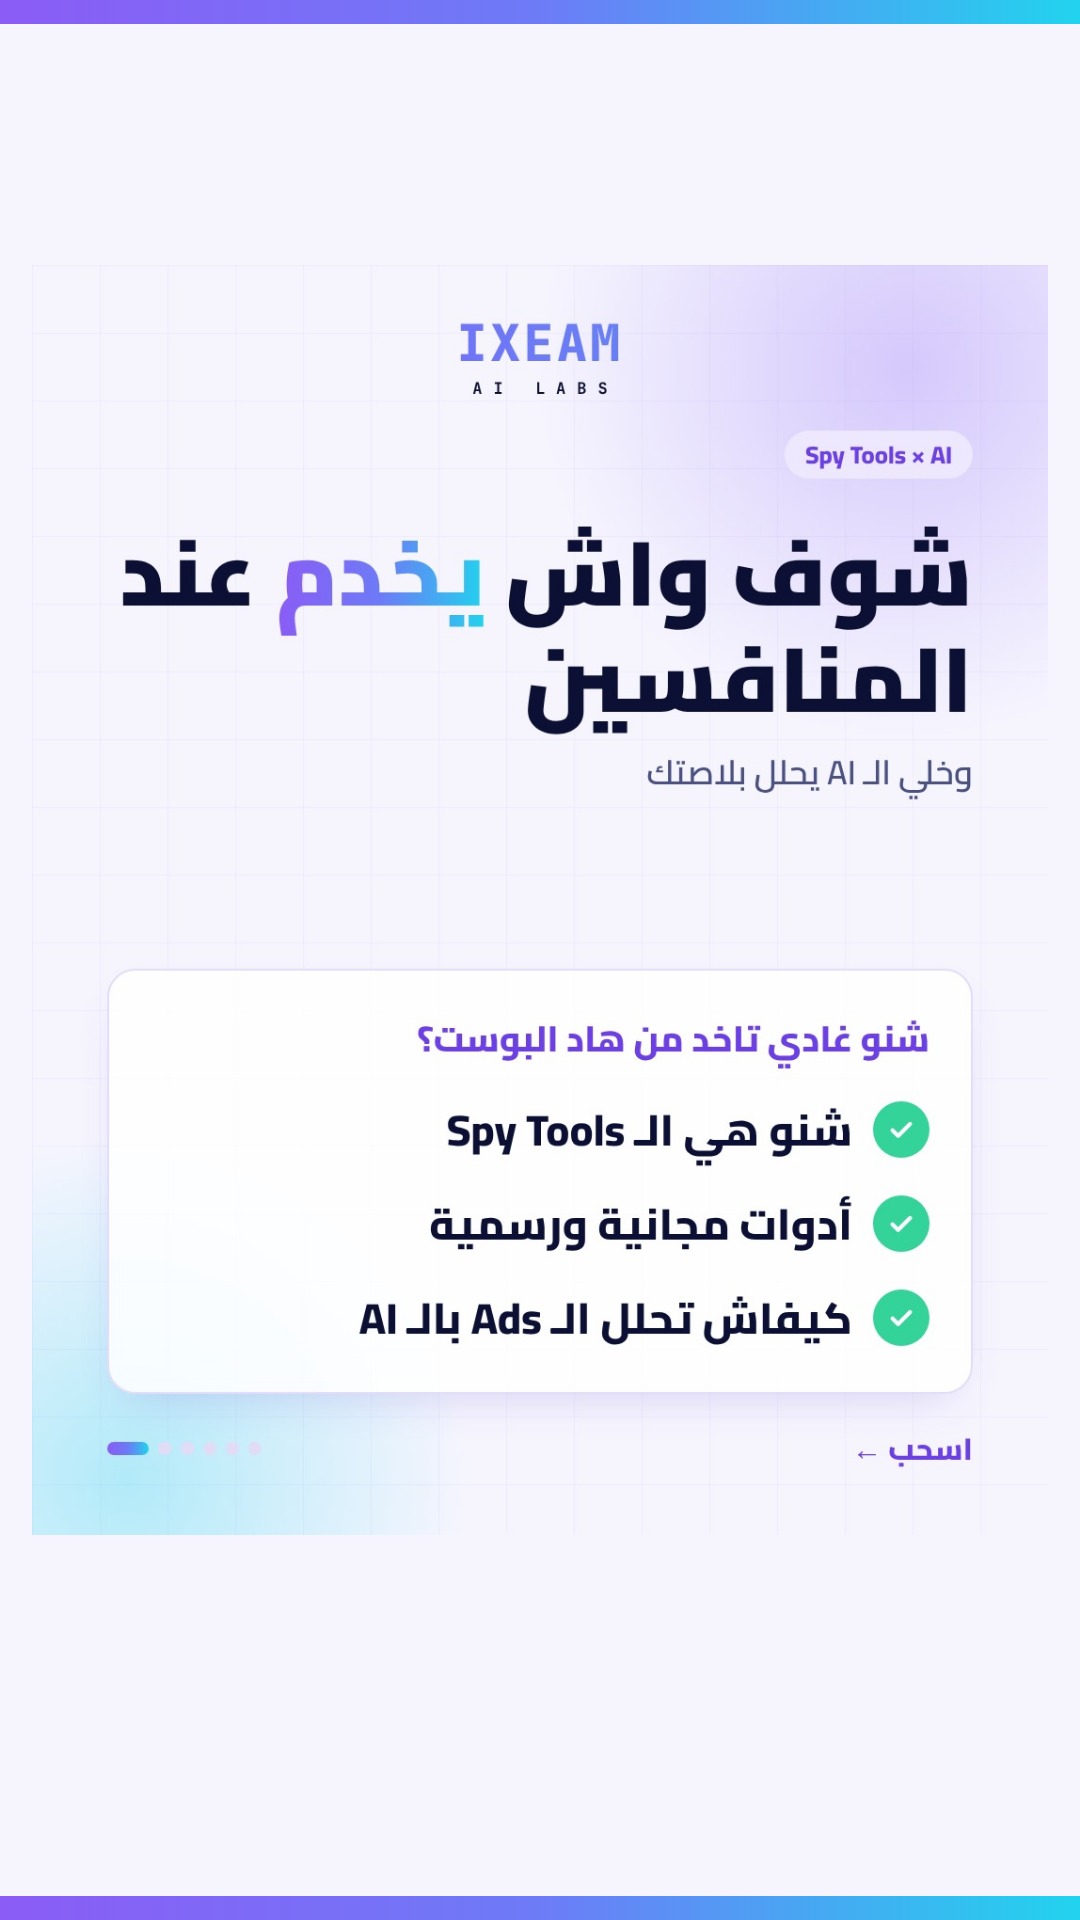 IXEAM
AI LABS
Spy Tools × AI
شوف واش يخدم عند
المنافسين
وخلي الـ AI يحلل بلاصتك
شنو غادي تاخد من هاد البوست؟
شنو هي الـ Spy Tools
أدوات مجانية ورسمية
كيفاش تحلل الـ Ads بالـ AI
اسحب ←